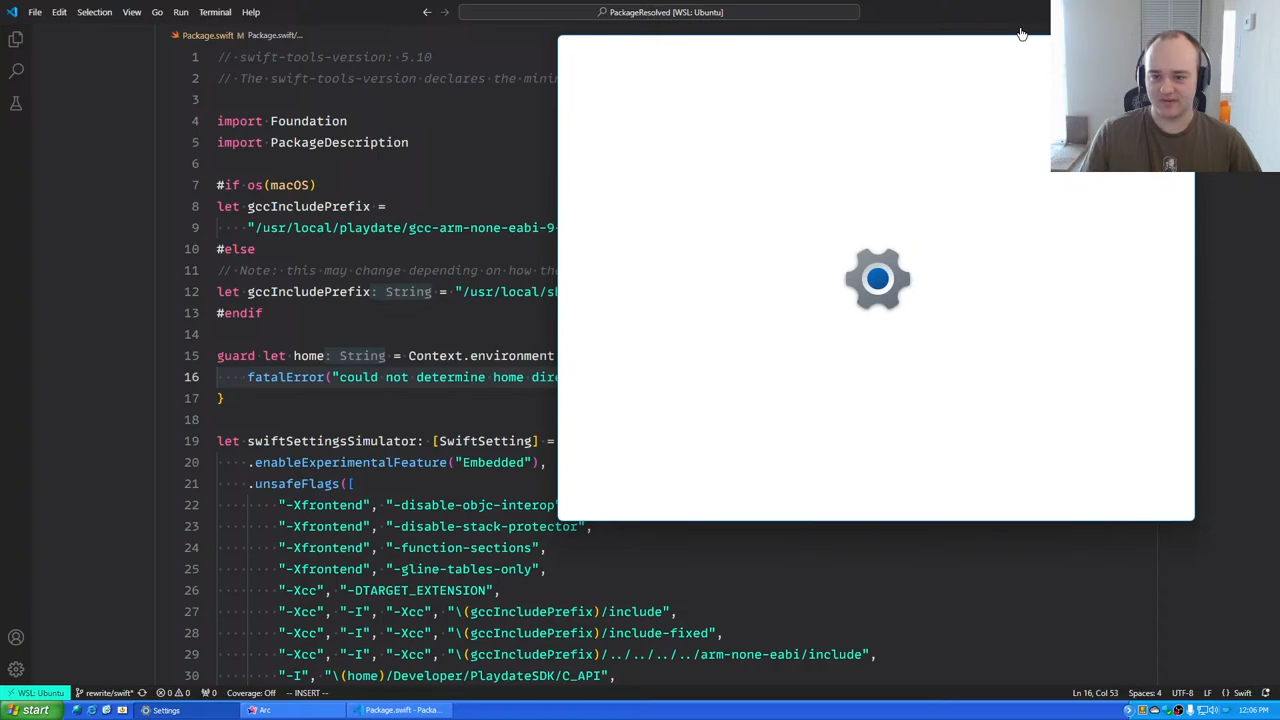 File Edit Selection View Go Run Terminal Help
PackageResolved [WSL: Ubuntu]
Package.swift M Package.swift/...
1 // swift-tools-version: 5.10
2 // The swift-tools-version declares the mini
3
4 import Foundation
5 import PackageDescription
6
7 #if os(macOS)
8 let gccIncludePrefix =
9 "/usr/local/playdate/gcc-arm-none-eabi-9-
10 #else
11 // Note: this may change depending on how the
12 let gccIncludePrefix: String = "/usr/local/sh
13 #endif
14
15 guard let home: String = Context.environment
16 fatalError("could not determine home dire
17 }
18
19 let swiftSettingsSimulator: [SwiftSetting] =
20 .enableExperimentalFeature("Embedded"),
21 .unsafeFlags([
22 "-Xfrontend", "-disable-objc-interop"
23 "-Xfrontend", "-disable-stack-protector",
24 "-Xfrontend", "-function-sections",
25 "-Xfrontend", "-gline-tables-only",
26 "-Xcc", "-DTARGET_EXTENSION",
27 "-Xcc", "-I", "-Xcc", "\(gccIncludePrefix)/include",
28 "-Xcc", "-I", "-Xcc", "\(gccIncludePrefix)/include-fixed",
29 "-Xcc", "-I", "-Xcc", "\(gccIncludePrefix)/../../../../arm-none-eabi/include",
30 "-I", "\(home)/Developer/PlaydateSDK/C_API",
WSL: Ubuntu rewrite/swift* 0 0 0 Coverage: Off -- INSERT -- Ln 16, Col 53 Spaces: 4 UTF-8 LF {} Swift
start Settings Arc Package.swift - Packa... 12:06 PM